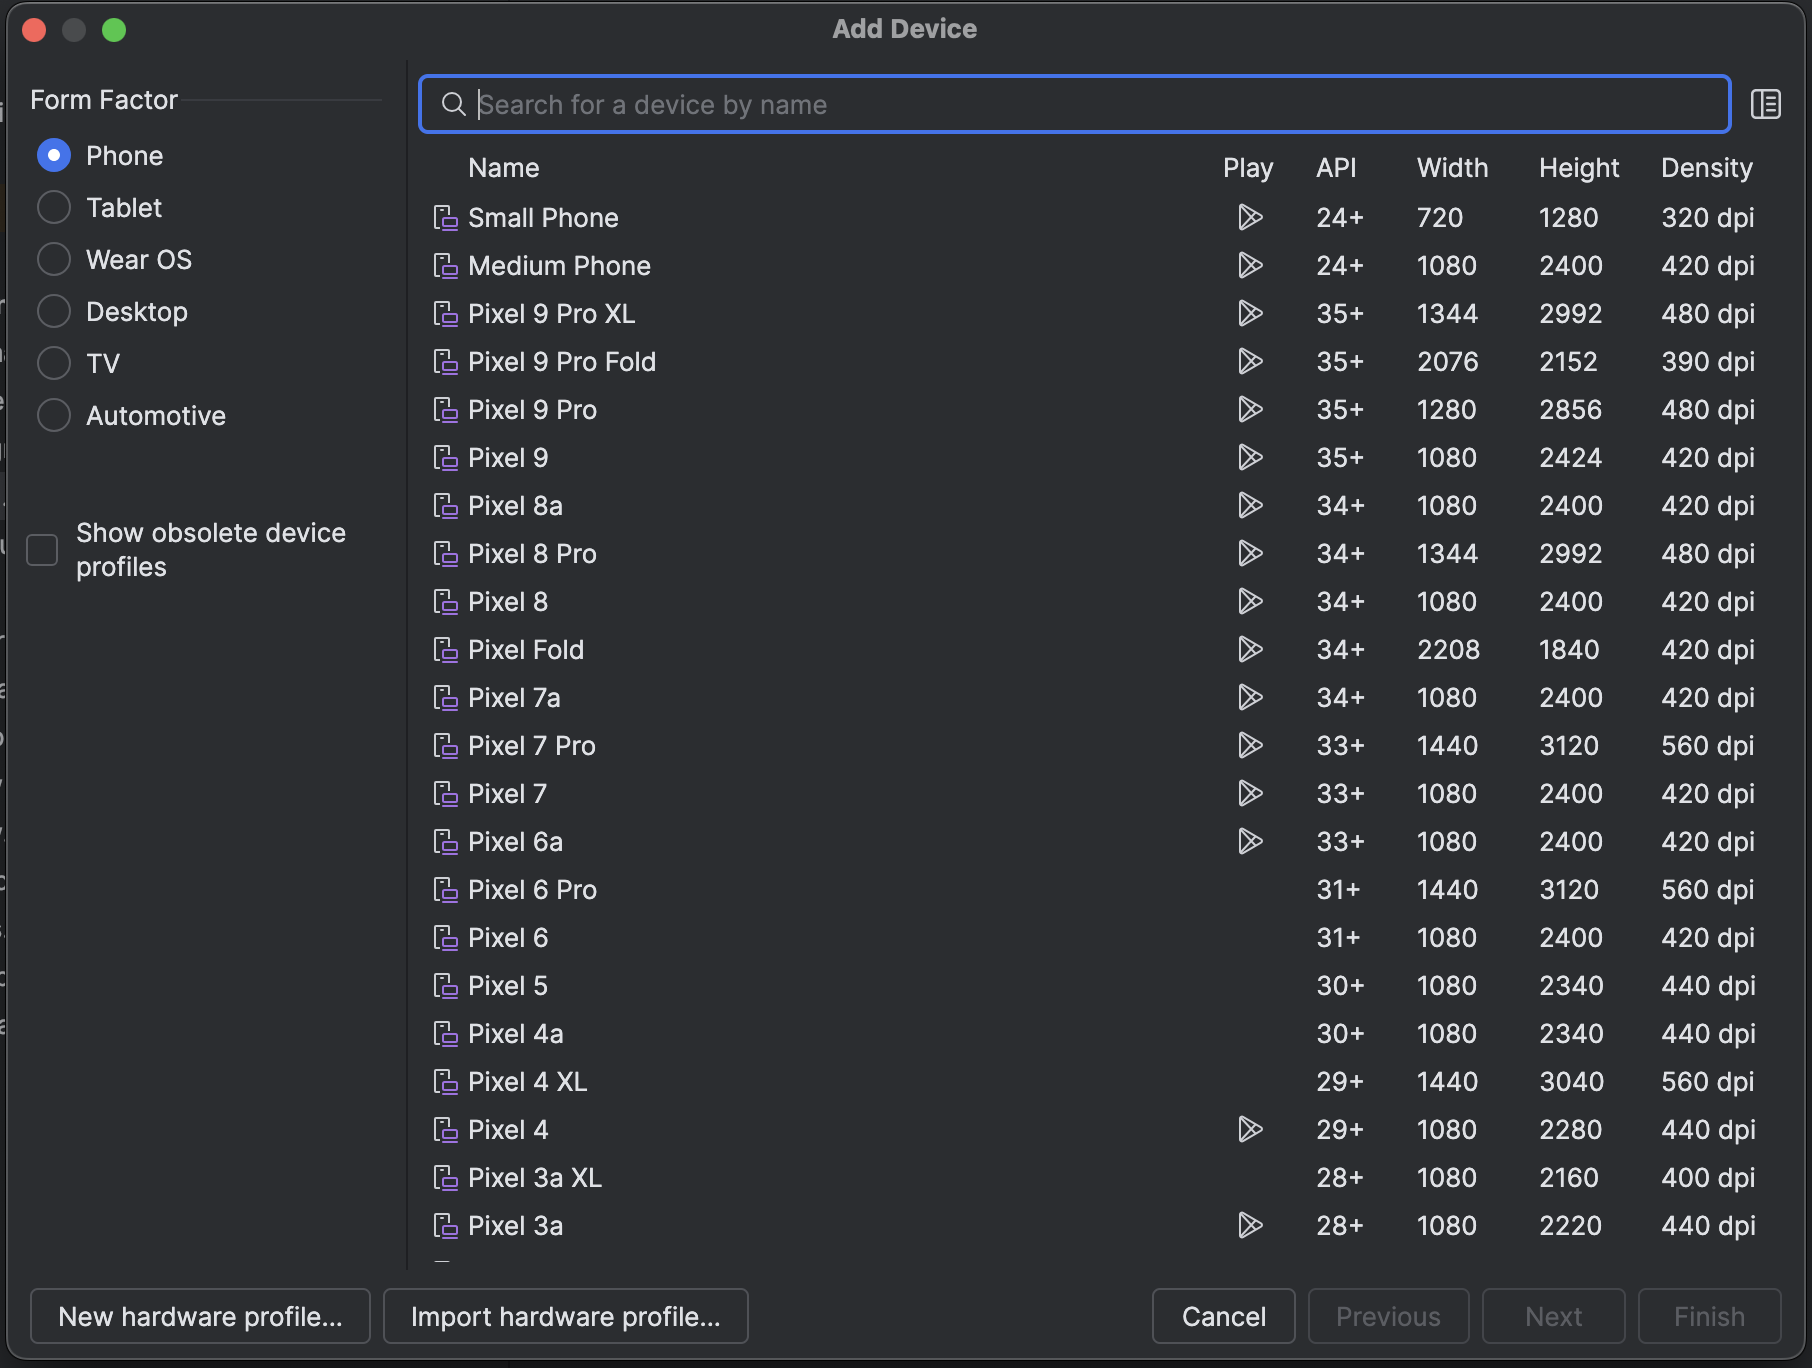 Add Device
Form Factor
Phone
Tablet
Wear OS
Desktop
TV
Automotive
Show obsolete device
profiles
Search for a device by name
Name Play API Width Height Density
Small Phone 24+ 720 1280 320 dpi
Medium Phone 24+ 1080 2400 420 dpi
Pixel 9 Pro XL 35+ 1344 2992 480 dpi
Pixel 9 Pro Fold 35+ 2076 2152 390 dpi
Pixel 9 Pro 35+ 1280 2856 480 dpi
Pixel 9 35+ 1080 2424 420 dpi
Pixel 8a 34+ 1080 2400 420 dpi
Pixel 8 Pro 34+ 1344 2992 480 dpi
Pixel 8 34+ 1080 2400 420 dpi
Pixel Fold 34+ 2208 1840 420 dpi
Pixel 7a 34+ 1080 2400 420 dpi
Pixel 7 Pro 33+ 1440 3120 560 dpi
Pixel 7 33+ 1080 2400 420 dpi
Pixel 6a 33+ 1080 2400 420 dpi
Pixel 6 Pro 31+ 1440 3120 560 dpi
Pixel 6 31+ 1080 2400 420 dpi
Pixel 5 30+ 1080 2340 440 dpi
Pixel 4a 30+ 1080 2340 440 dpi
Pixel 4 XL 29+ 1440 3040 560 dpi
Pixel 4 29+ 1080 2280 440 dpi
Pixel 3a XL 28+ 1080 2160 400 dpi
Pixel 3a 28+ 1080 2220 440 dpi
New hardware profile... Import hardware profile... Cancel Previous Next Finish